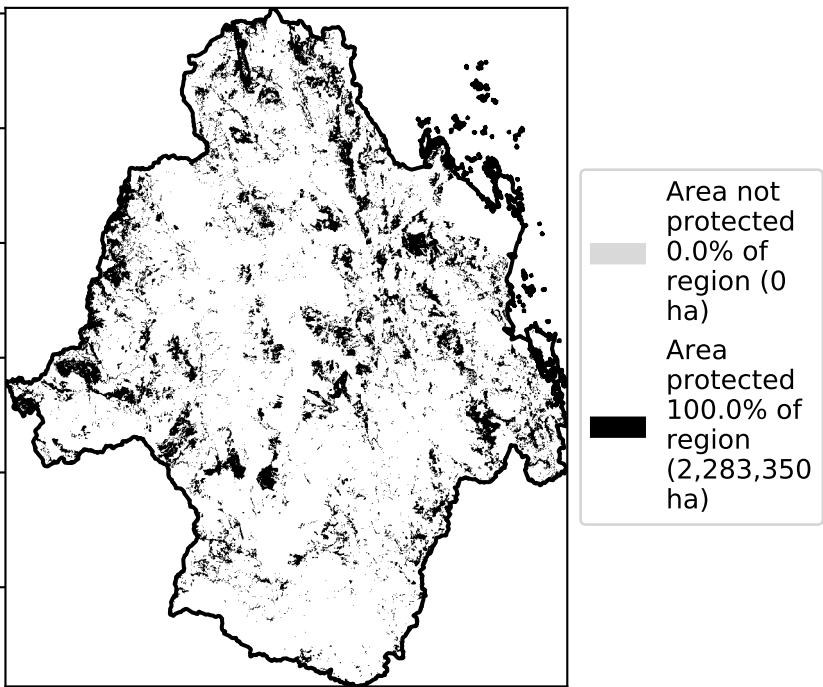 Area not
protected
0.0% of
region (0
ha)
Area
protected
100.0% of
region
(2,283,350
ha)